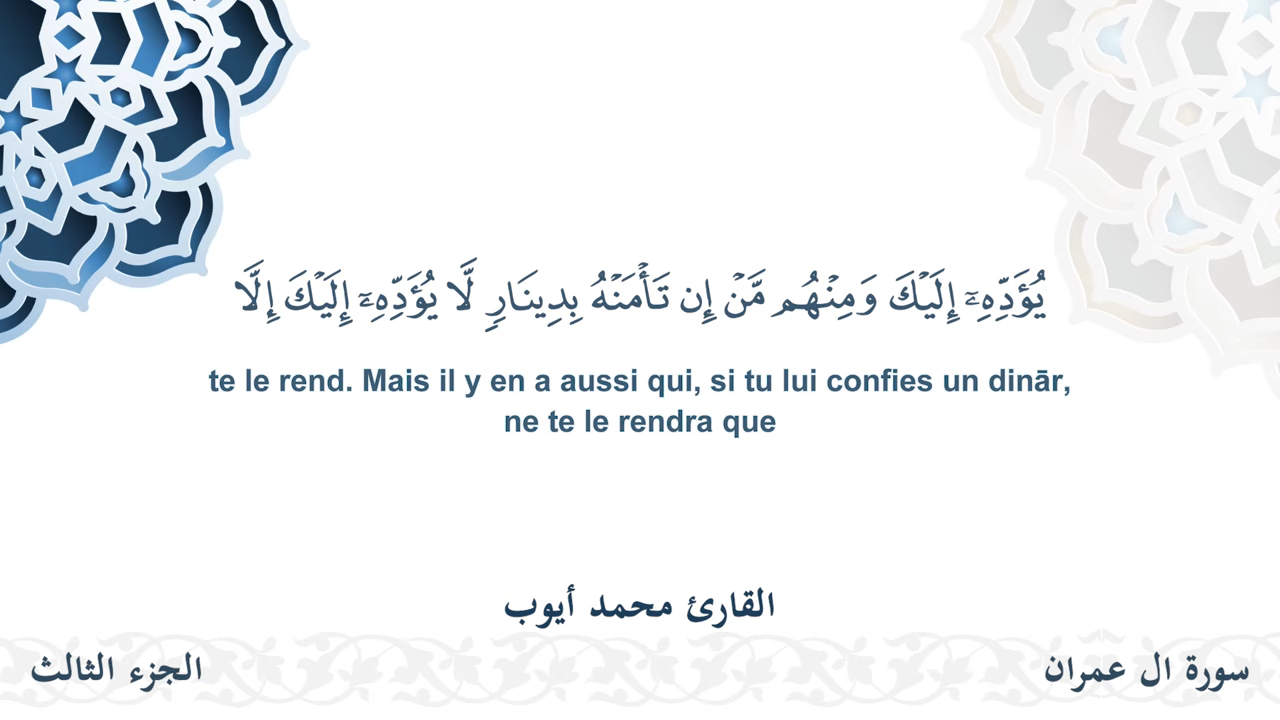 يُؤَدِّهِۦٓ إِلَيْكَ وَمِنْهُم مَّنْ إِن تَأْمَنْهُ بِدِينَارٍ لَّا يُؤَدِّهِۦٓ إِلَيْكَ إِلَّا
te le rend. Mais il y en a aussi qui, si tu lui confies un dinār,
ne te le rendra que
القارئ محمد أيوب
سورة ال عمران
الجزء الثالث